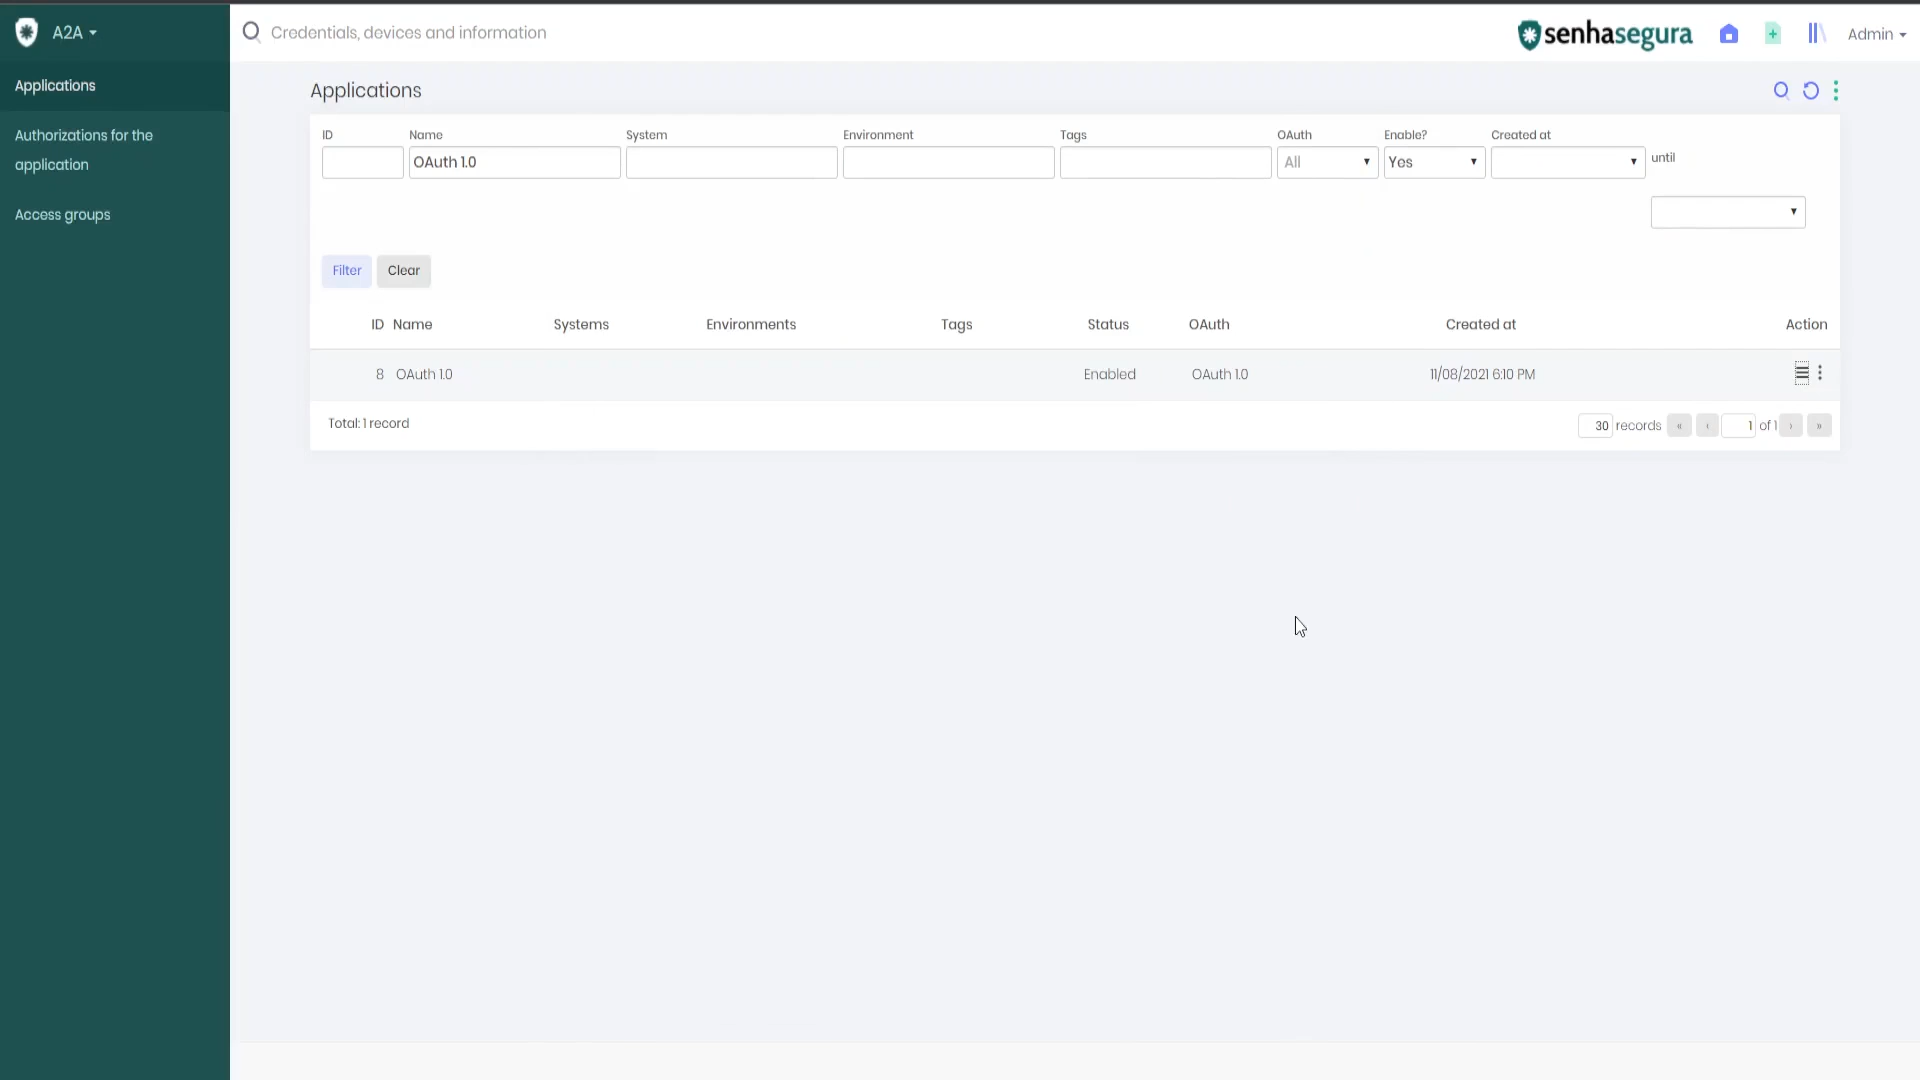 A2A
Credentials, devices and information
senhasegura
Admin
Applications
Authorizations for the
application
Access groups
Applications
ID Name System Environment Tags OAuth Enable? Created at
OAuth 1.0 All Yes until
Filter Clear
ID Name Systems Environments Tags Status OAuth Created at Action
8 OAuth 1.0 Enabled OAuth 1.0 11/08/2021 6:10 PM
Total: 1 record
30 records « ‹ 1 of 1 › »